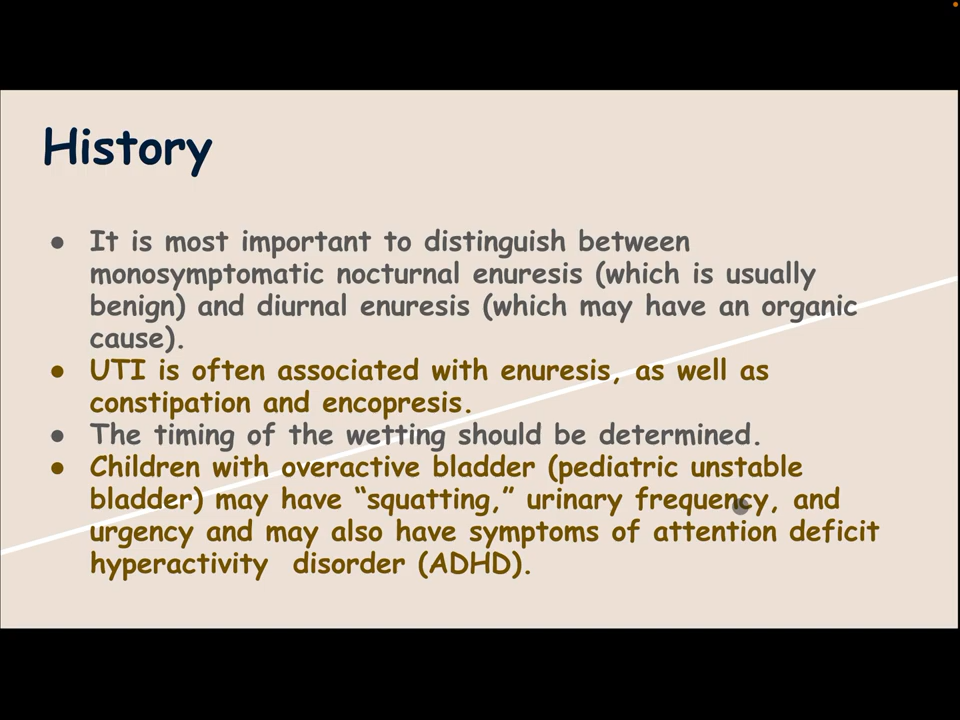 History
● It is most important to distinguish between
monosymptomatic nocturnal enuresis (which is usually
benign) and diurnal enuresis (which may have an organic
cause).
● UTI is often associated with enuresis, as well as
constipation and encopresis.
● The timing of the wetting should be determined.
● Children with overactive bladder (pediatric unstable
bladder) may have “squatting,” urinary frequency, and
urgency and may also have symptoms of attention deficit
hyperactivity disorder (ADHD).